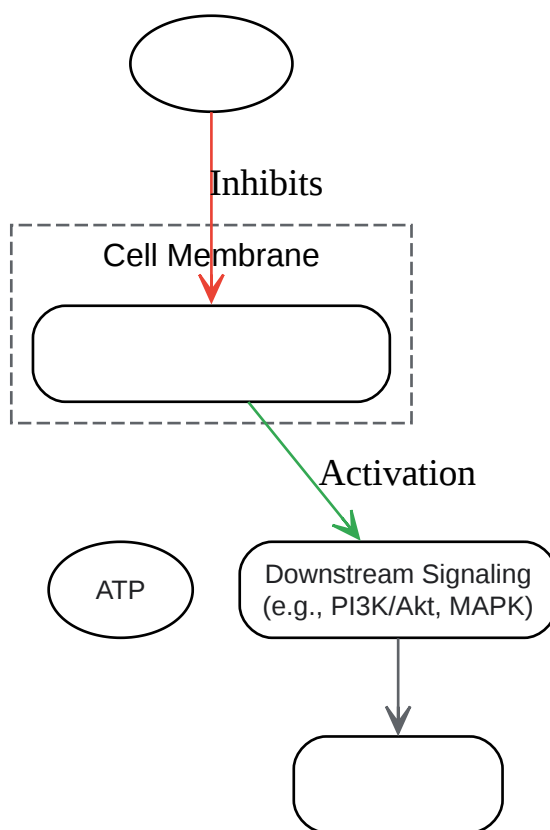 Inhibits
Cell Membrane
Activation
ATP
Downstream Signaling
(e.g., PI3K/Akt, MAPK)